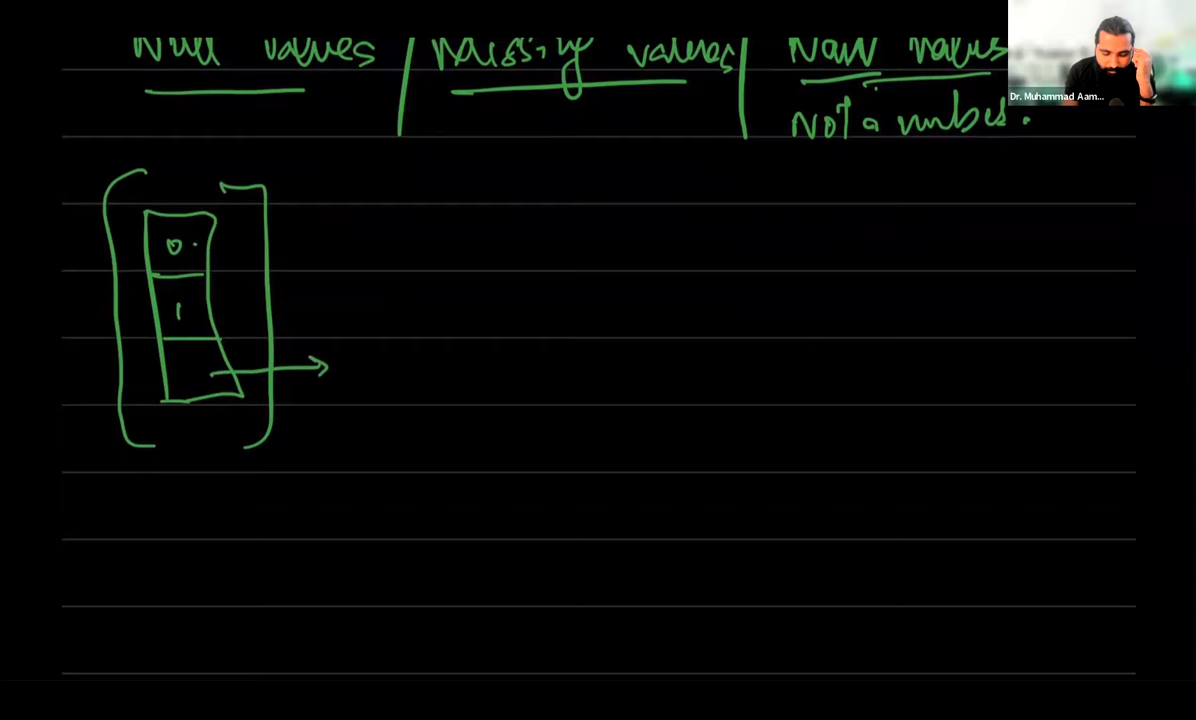 Null values | Missing values | NaN values
Dr. Muhammad Aam...
Not a number.
0.
1